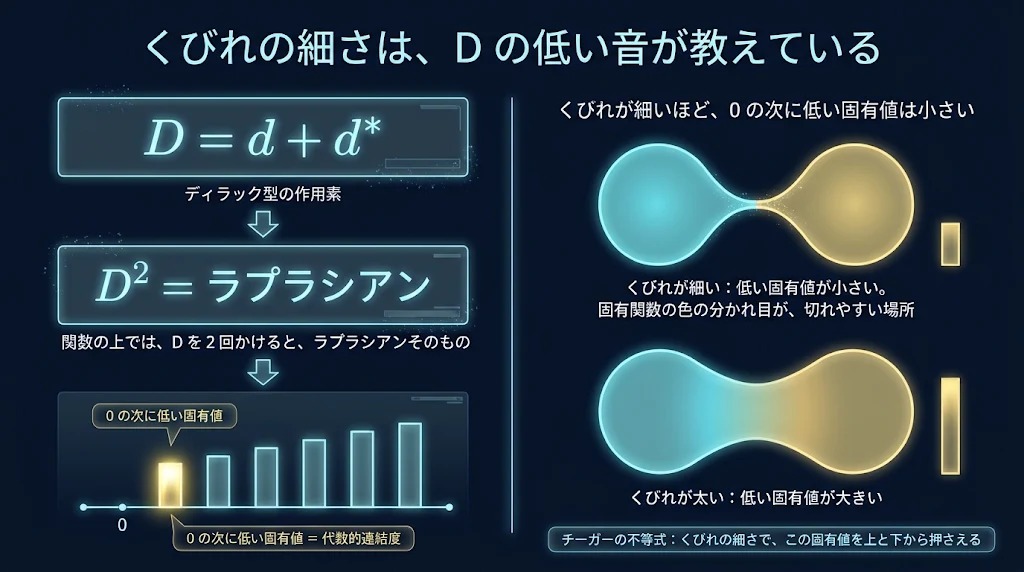 くびれの細さは、D の低い音が教えている
D = d + d*
ディラック型の作用素
D² = ラプラシアン
関数の上では、D を 2 回かけると、ラプラシアンそのもの
0 の次に低い固有値
0
0 の次に低い固有値 = 代数的連結度
くびれが細いほど、0 の次に低い固有値は小さい
くびれが細い：低い固有値が小さい。
固有関数の色の分かれ目が、切れやすい場所
くびれが太い：低い固有値が大きい
チーガーの不等式：くびれの細さで、この固有値を上と下から押さえる